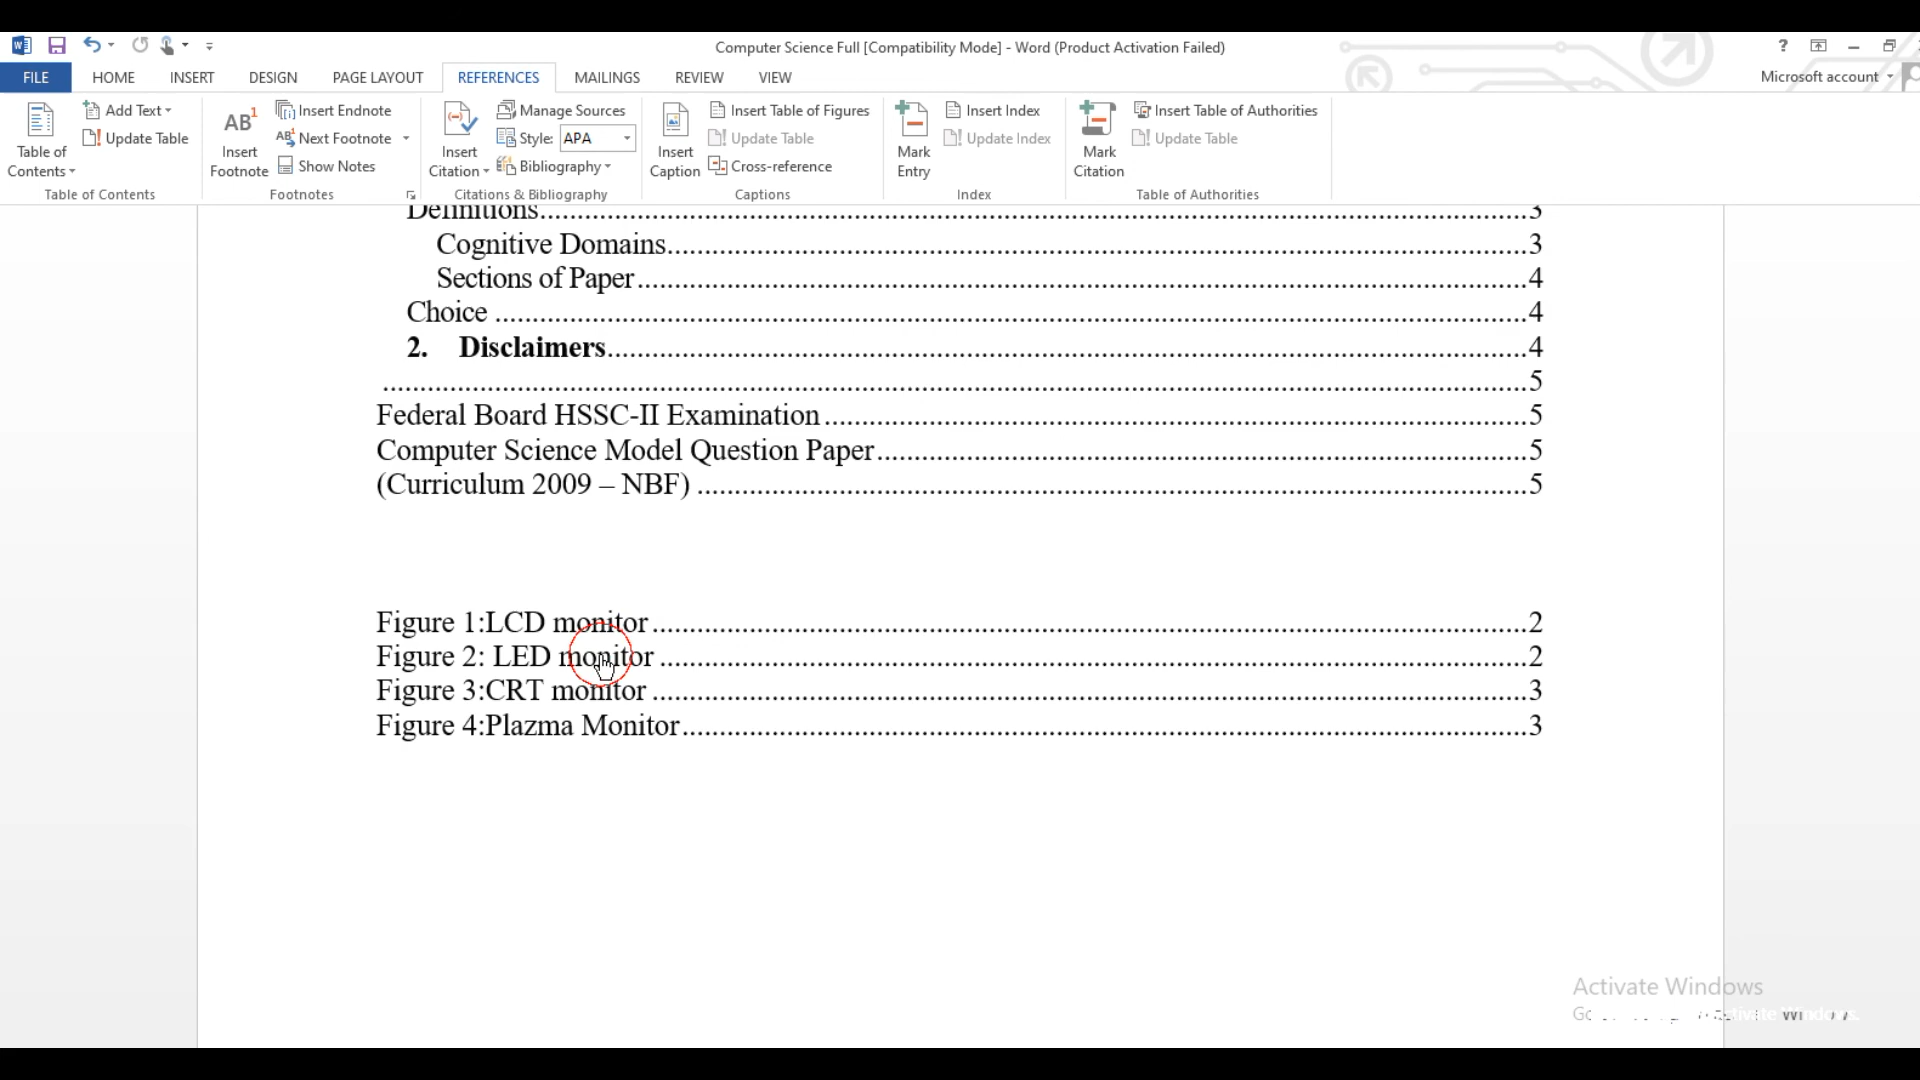 Computer Science Full [Compatibility Mode] - Word (Product Activation Failed)
?
FILE HOME INSERT DESIGN PAGE LAYOUT REFERENCES MAILINGS REVIEW VIEW Microsoft account
Table of Contents
Add Text
Update Table
Table of Contents
AB1 Insert Footnote
Insert Endnote
Next Footnote
Show Notes
Footnotes
Insert Citation
Manage Sources
Style: APA
Bibliography
Citations & Bibliography
Insert Caption
Insert Table of Figures
Update Table
Cross-reference
Captions
Mark Entry
Insert Index
Update Index
Index
Mark Citation
Insert Table of Authorities
Update Table
Table of Authorities
Definitions 3
Cognitive Domains 3
Sections of Paper 4
Choice 4
2. Disclaimers 4
5
Federal Board HSSC-II Examination 5
Computer Science Model Question Paper 5
(Curriculum 2009 – NBF) 5
Figure 1:LCD monitor 2
Figure 2: LED monitor 2
Figure 3:CRT monitor 3
Figure 4:Plazma Monitor 3
Activate Windows